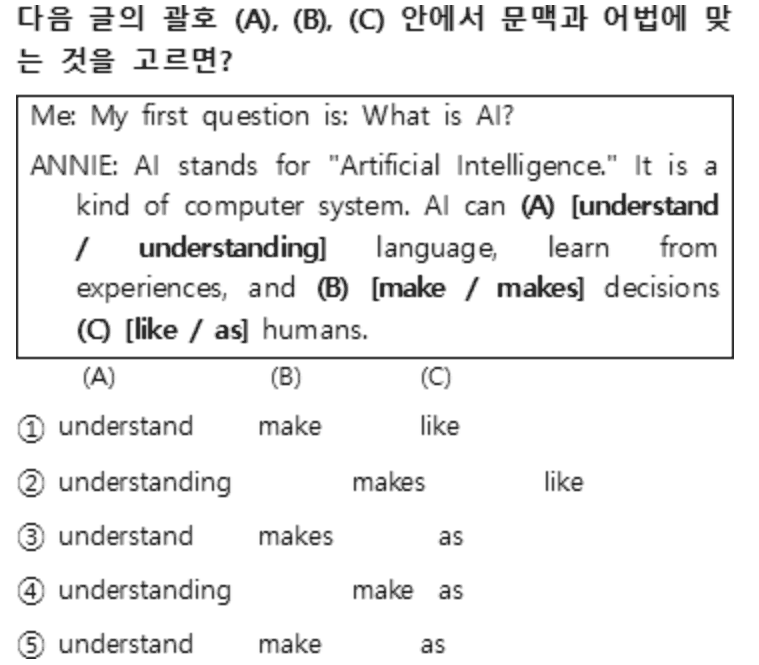 다음 글의 괄호 (A), (B), (C) 안에서 문맥과 어법에 맞
는 것을 고르면?
Me: My first question is: What is AI?
ANNIE: AI stands for "Artificial Intelligence." It is a
kind of computer system. AI can (A) [understand
/ understanding] language, learn from
experiences, and (B) [make / makes] decisions
(C) [like / as] humans.
(A) (B) (C)
① understand make like
② understanding makes like
③ understand makes as
④ understanding make as
⑤ understand make as